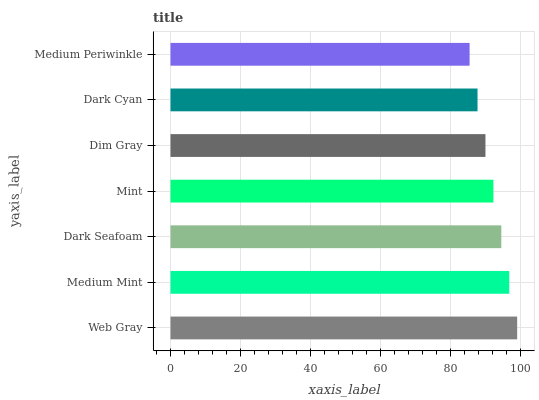 title
Medium Periwinkle
Dark Cyan
Dim Gray
Mint
Dark Seafoam
Medium Mint
Web Gray
yaxis_label
0 20 40 60 80 100
xaxis_label